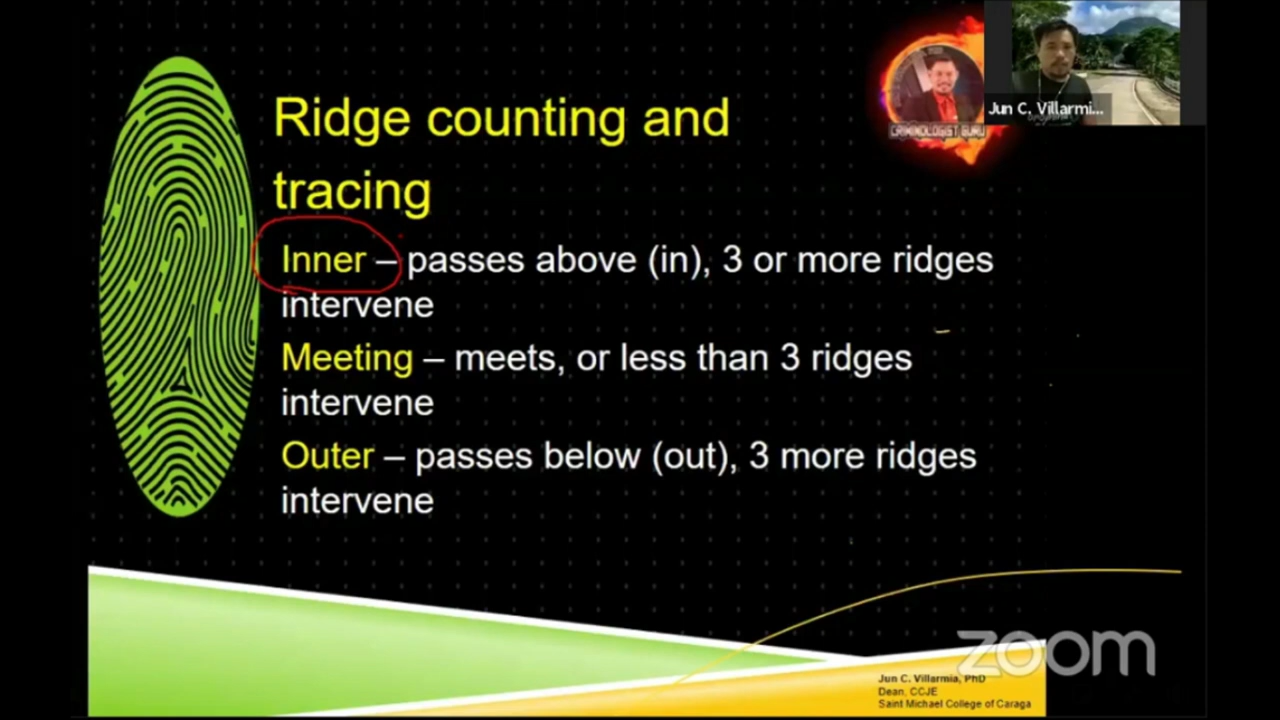 Ridge counting and
tracing
Inner – passes above (in), 3 or more ridges
intervene
Meeting – meets, or less than 3 ridges
intervene
Outer – passes below (out), 3 more ridges
intervene
CRIMINOLOGIST GURU
Jun C. Villarmi...
zoom
Jun C. Villarmia, PhD
Dean, CCJE
Saint Michael College of Caraga